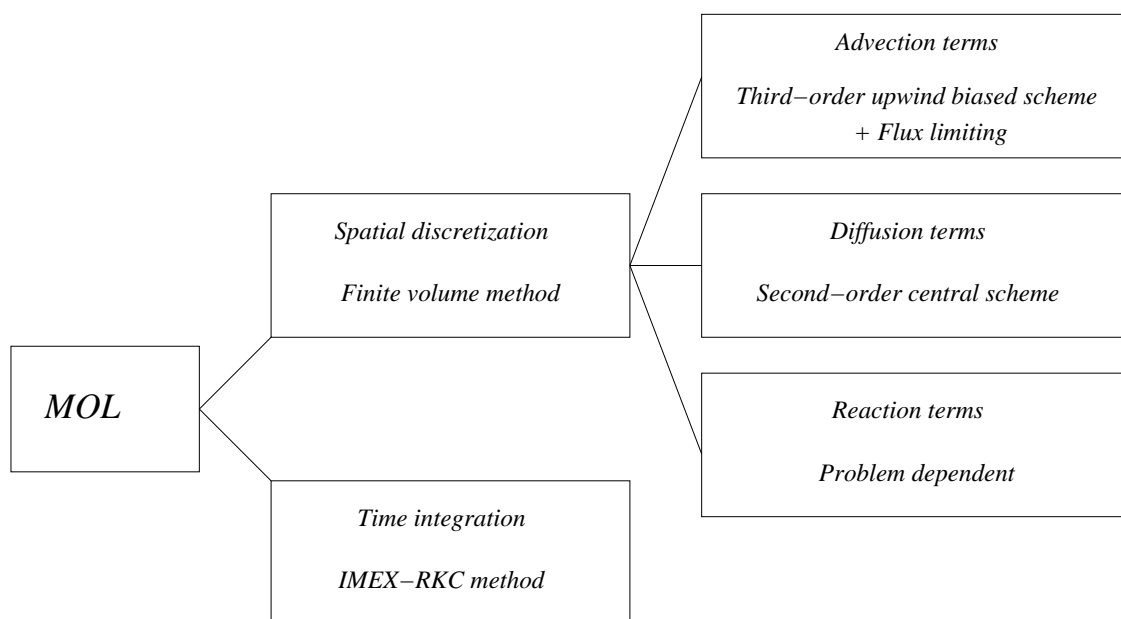 MOL
Spatial discretization
Finite volume method
Time integration
IMEX−RKC method
Advection terms
Third−order upwind biased scheme
+ Flux limiting
Diffusion terms
Second−order central scheme
Reaction terms
Problem dependent